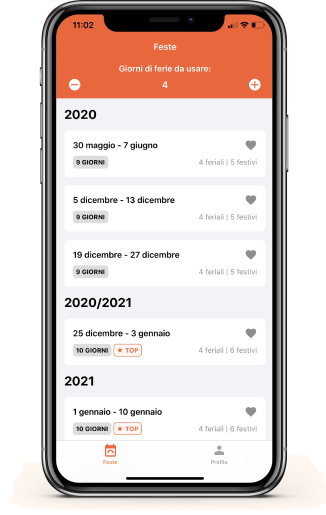 11:02
Feste
Giorni di ferie da usare:
4
2020
30 maggio - 7 giugno
9 GIORNI
4 feriali | 5 festivi
5 dicembre - 13 dicembre
9 GIORNI
4 feriali | 5 festivi
19 dicembre - 27 dicembre
9 GIORNI
4 feriali | 5 festivi
2020/2021
25 dicembre - 3 gennaio
10 GIORNI ★ TOP
4 feriali | 6 festivi
2021
1 gennaio - 10 gennaio
10 GIORNI ★ TOP
4 feriali | 6 festivi
Feste Profilo